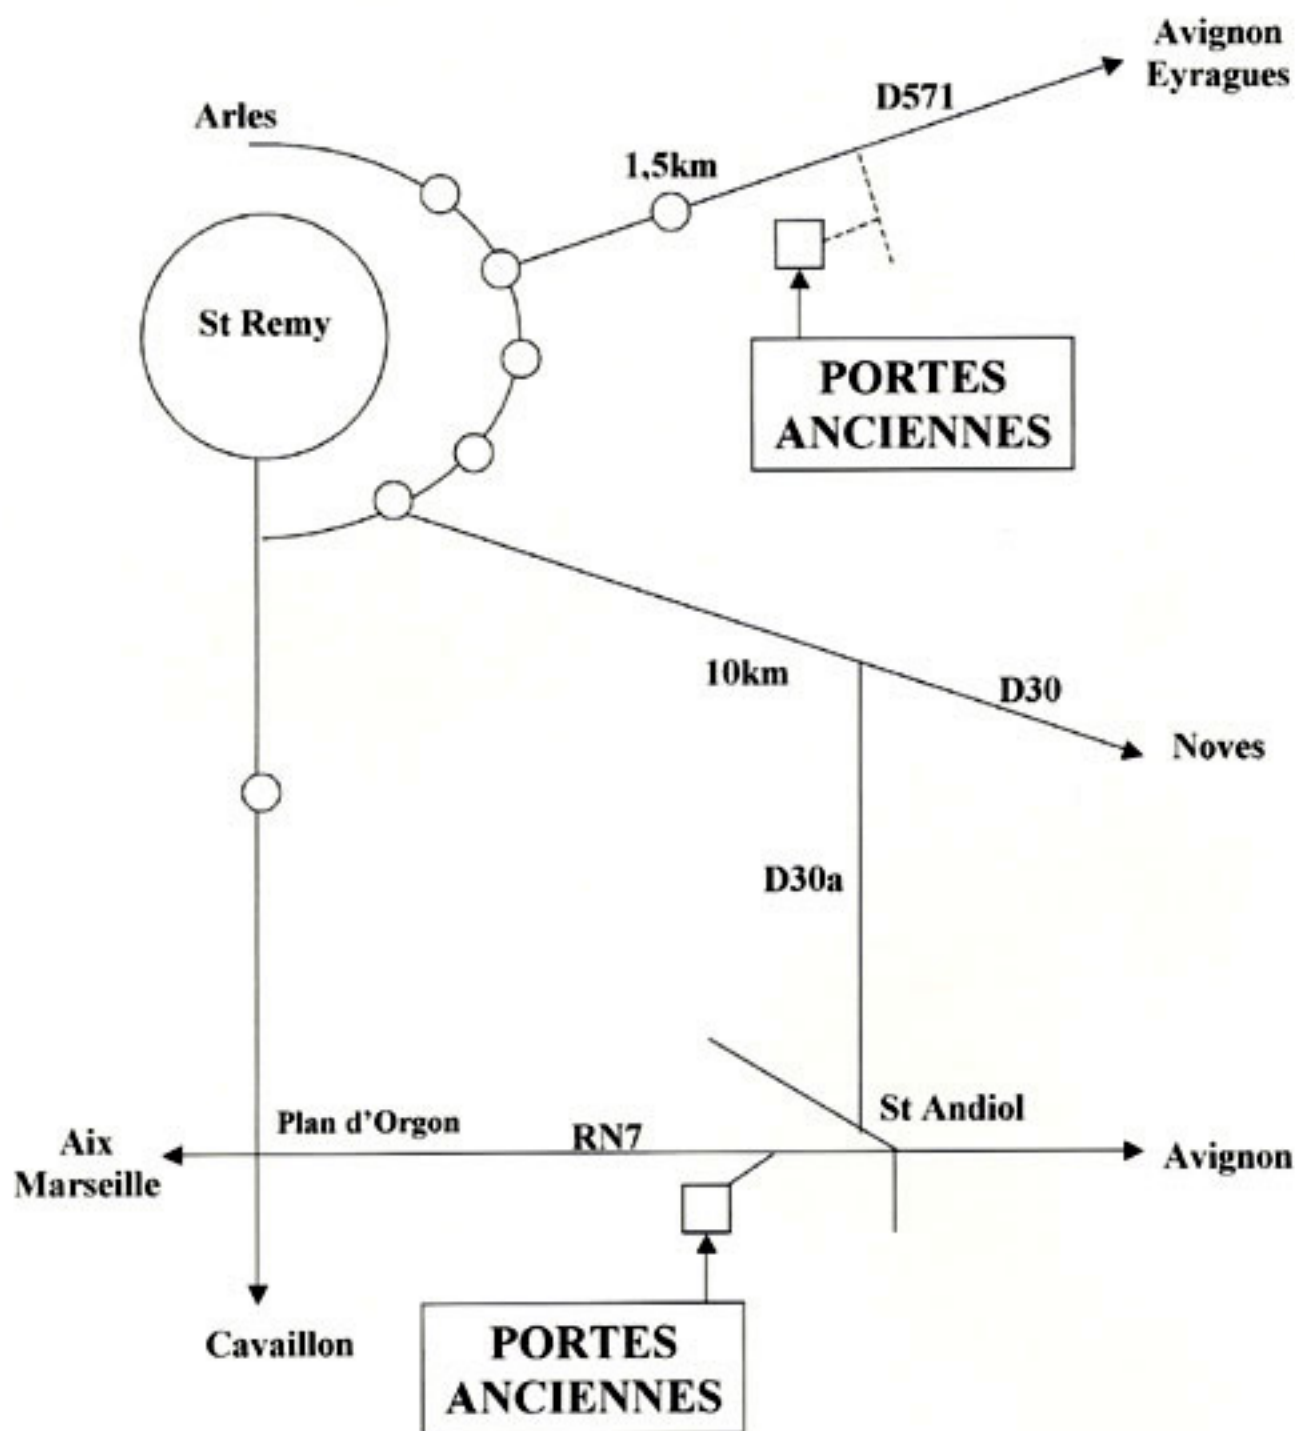 Avignon
Eyragues
D571
Arles
1,5km
St Remy
PORTES
ANCIENNES
10km
D30
Noves
D30a
St Andiol
Plan d'Orgon
RN7
Aix
Marseille
Avignon
Cavaillon
PORTES
ANCIENNES